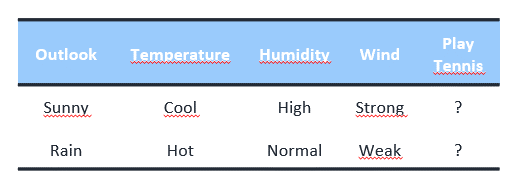 Outlook Temperature Humidity Wind Play Tennis
Sunny Cool High Strong ?
Rain Hot Normal Weak ?